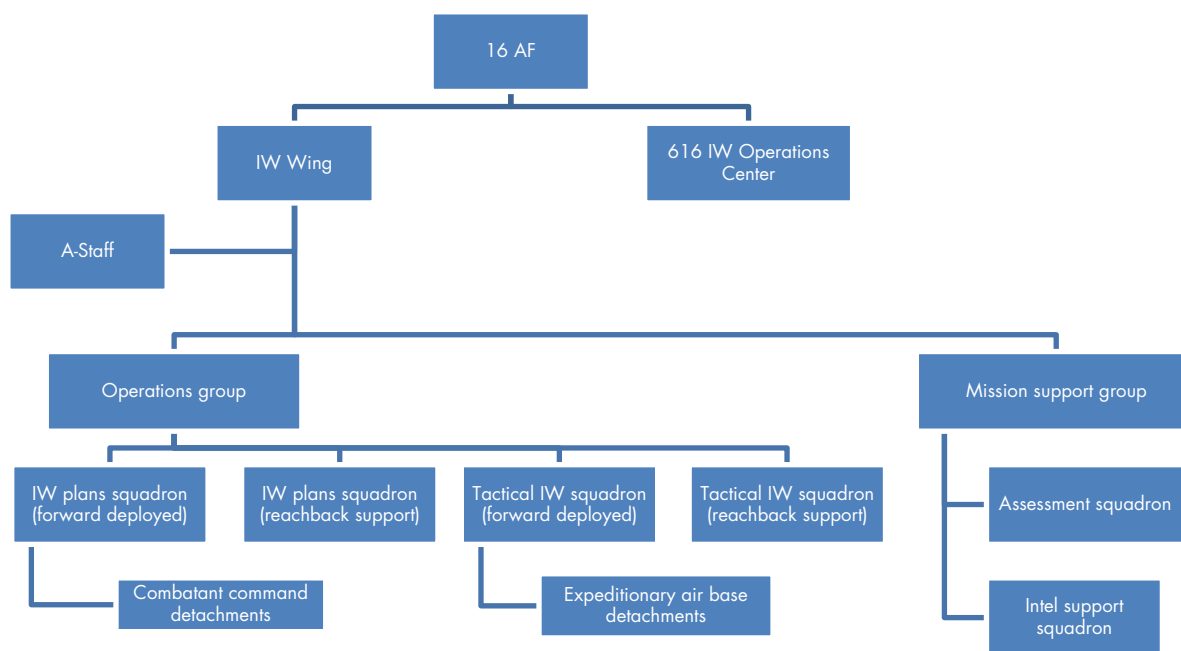 16 AF
IW Wing
616 IW Operations
Center
A-Staff
Operations group
Mission support group
IW plans squadron
(forward deployed)
IW plans squadron
(reachback support)
Tactical IW squadron
(forward deployed)
Tactical IW squadron
(reachback support)
Assessment squadron
Combatant command
detachments
Expeditionary air base
detachments
Intel support
squadron